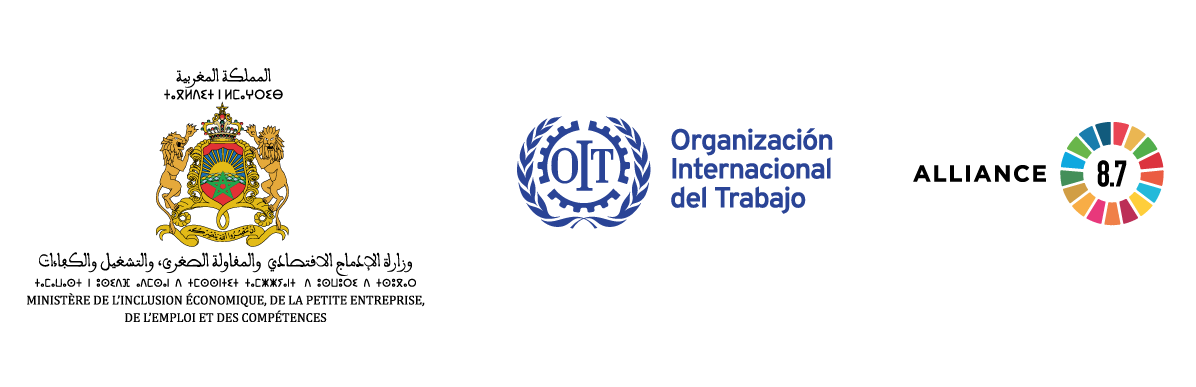 المملكة المغربية
ⵜⴰⴳⵍⴷⵉⵜ ⵏ ⵍⵎⴰⵖⵔⵉⴱ
وزارة الإدماج الاقتصادي والمقاولة الصغرى، والتشغيل والكفاءات
MINISTÈRE DE L'INCLUSION ÉCONOMIQUE, DE LA PETITE ENTREPRISE,
DE L'EMPLOI ET DES COMPÉTENCES
OIT
Organización
Internacional
del Trabajo
ALLIANCE
8.7